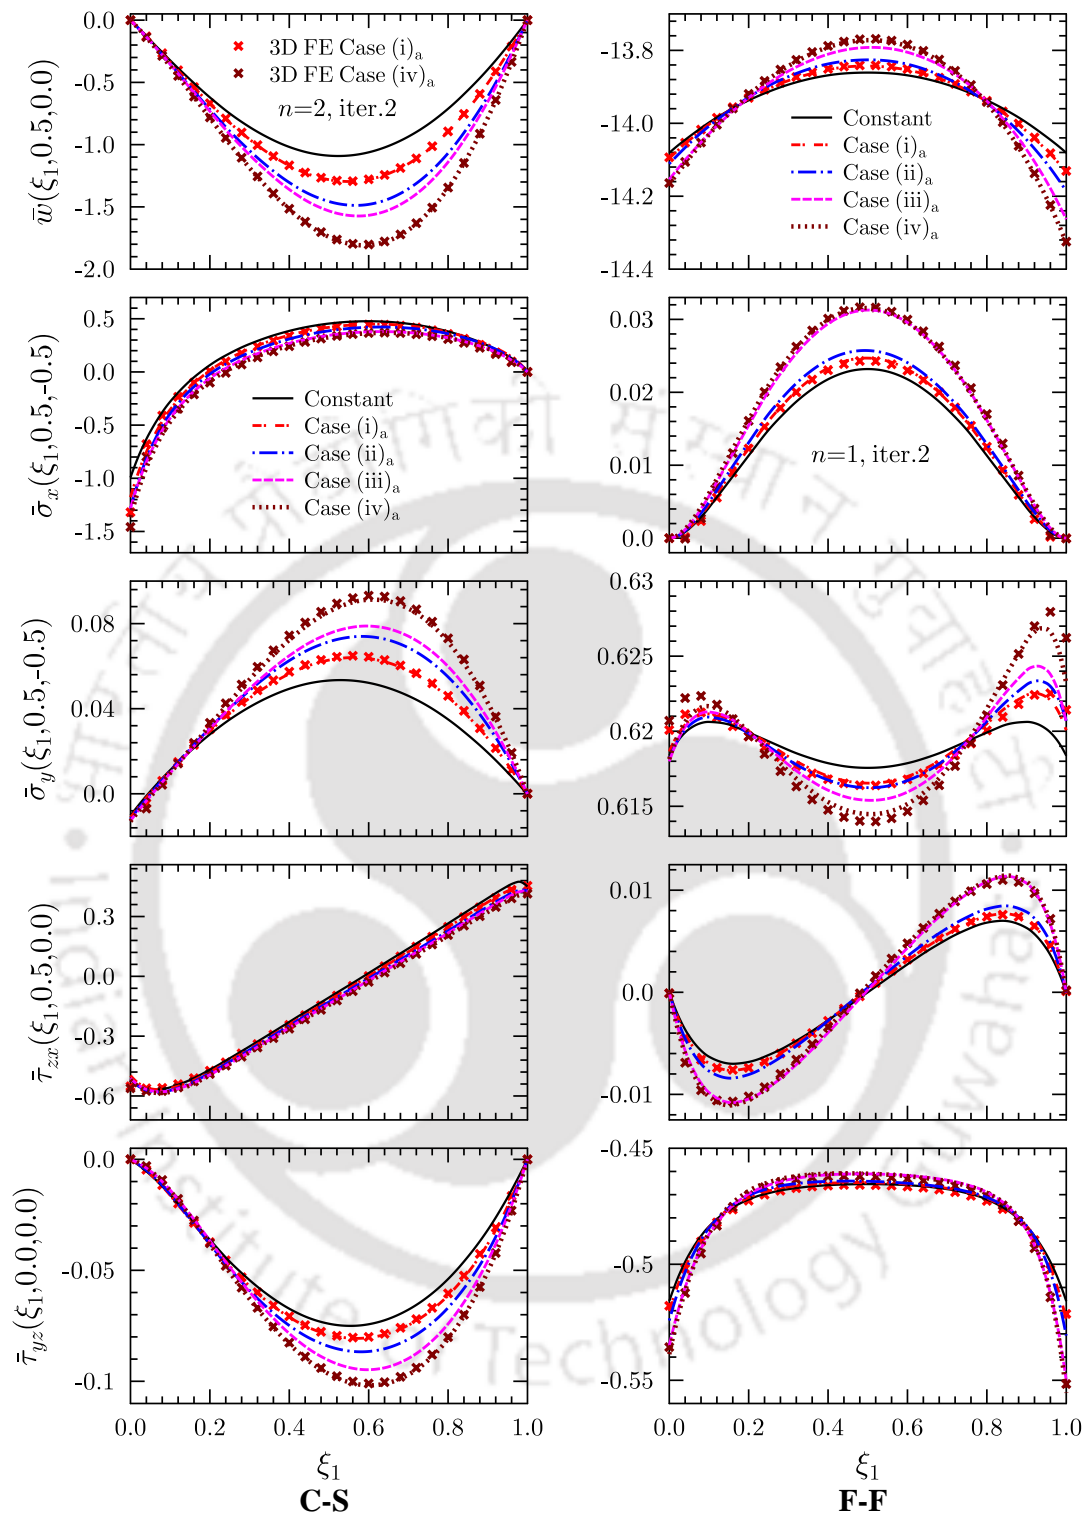 0.0
-0.5
-1.0
-1.5
-2.0
w̄(ξ₁,0.5,0.0)
3D FE Case (i)ₐ
3D FE Case (iv)ₐ
n=2, iter.2
-13.8
-14.0
-14.2
-14.4
Constant
Case (i)ₐ
Case (ii)ₐ
Case (iii)ₐ
Case (iv)ₐ
0.5
0.0
-0.5
-1.0
-1.5
σ̄ₓ(ξ₁,0.5,-0.5)
Constant
Case (i)ₐ
Case (ii)ₐ
Case (iii)ₐ
Case (iv)ₐ
0.03
0.02
0.01
0.0
n=1, iter.2
0.08
0.04
0.0
σ̄_y(ξ₁,0.5,-0.5)
0.63
0.625
0.62
0.615
0.3
0.0
-0.3
-0.6
τ̄_zx(ξ₁,0.5,0.0)
0.01
0.0
-0.01
0.0
-0.05
-0.1
τ̄_yz(ξ₁,0.0,0.0)
-0.45
-0.5
-0.55
0.0 0.2 0.4 0.6 0.8 1.0
ξ₁
C-S
0.0 0.2 0.4 0.6 0.8 1.0
ξ₁
F-F
Indian Institute of Technology Guwahati